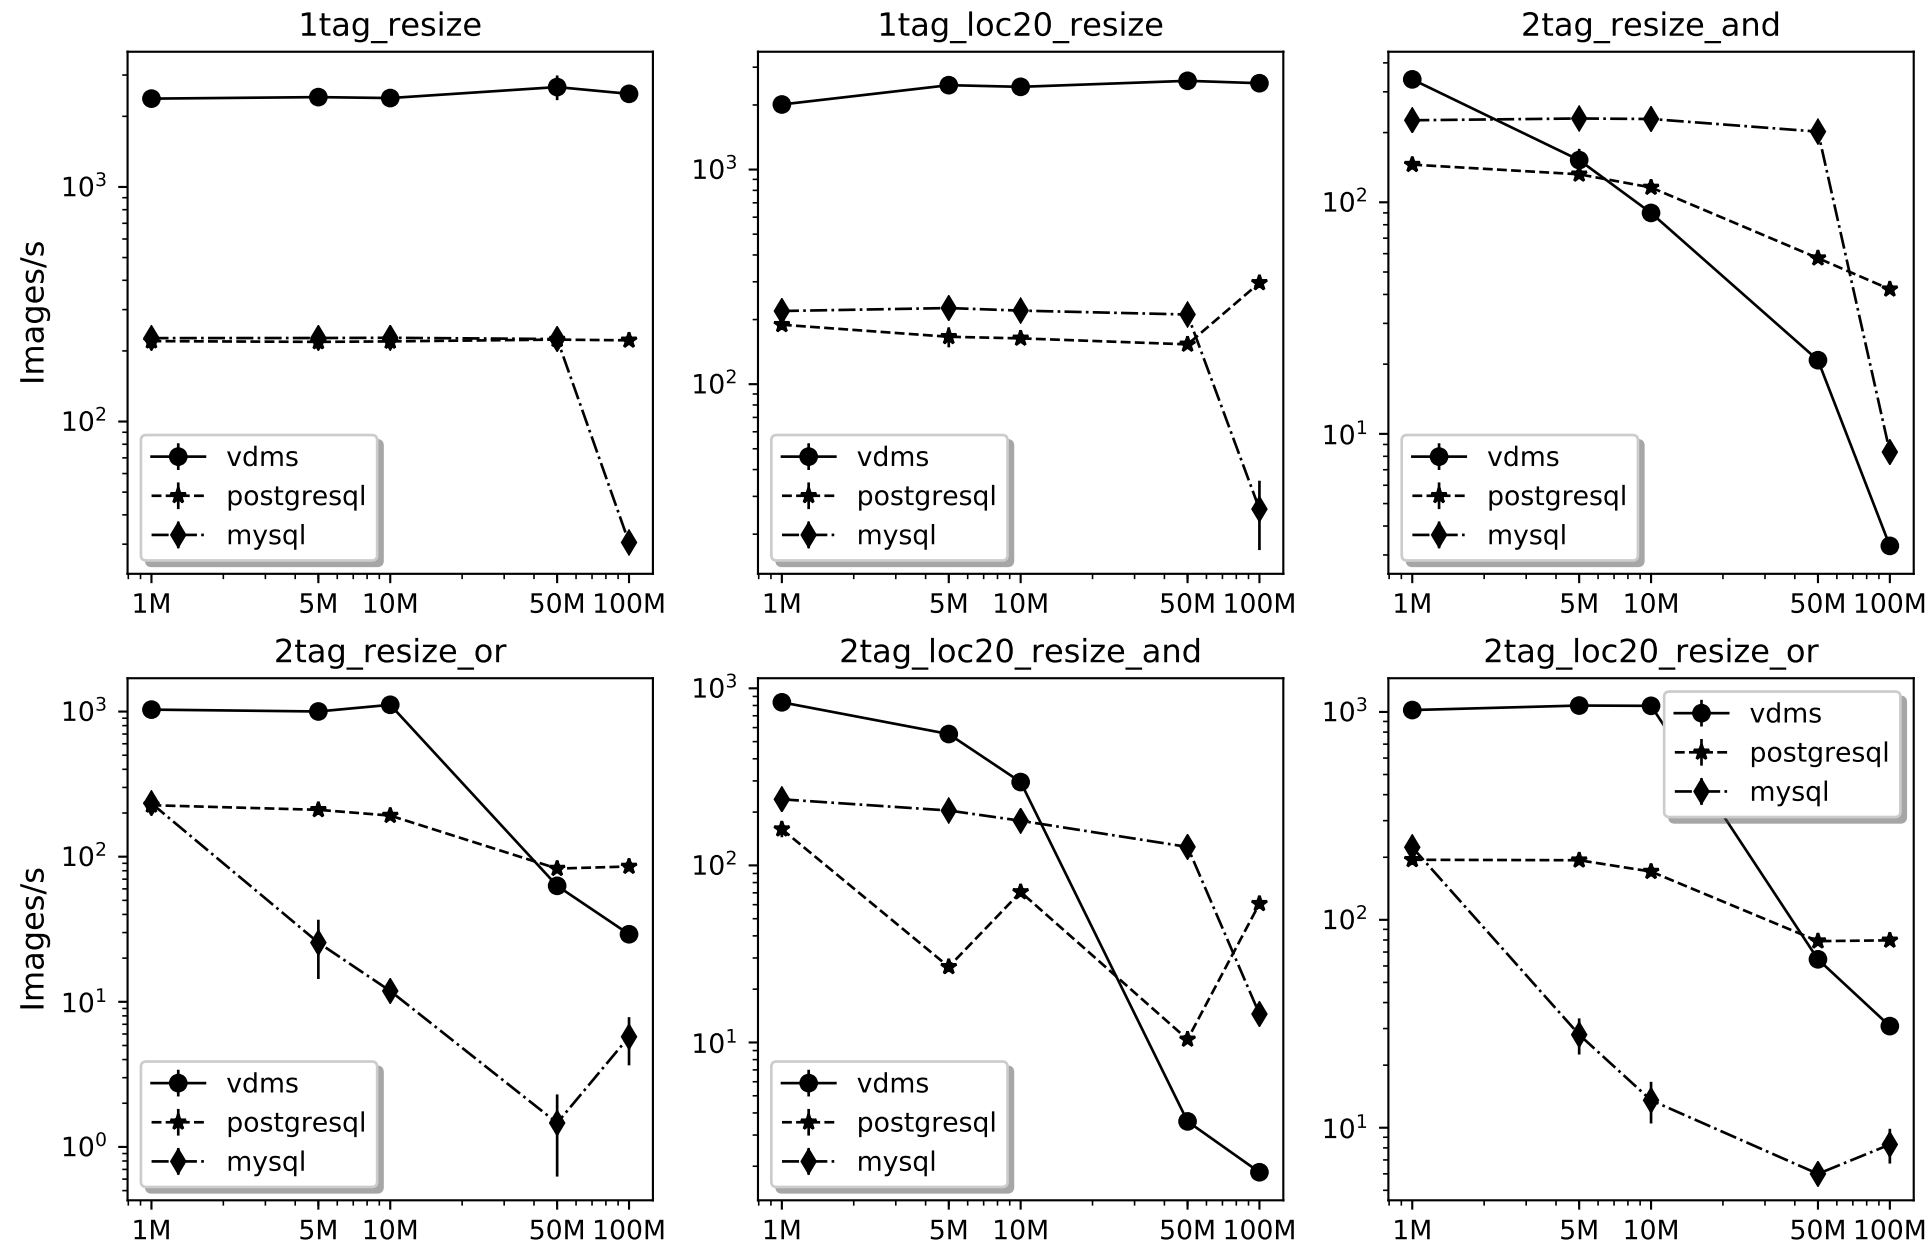 1tag_resize
Images/s
10³
10²
vdms
postgresql
mysql
1M 5M 10M 50M 100M
1tag_loc20_resize
10³
10²
vdms
postgresql
mysql
1M 5M 10M 50M 100M
2tag_resize_and
10²
10¹
vdms
postgresql
mysql
1M 5M 10M 50M 100M
2tag_resize_or
Images/s
10³
10²
10¹
10⁰
vdms
postgresql
mysql
1M 5M 10M 50M 100M
2tag_loc20_resize_and
10³
10²
10¹
vdms
postgresql
mysql
1M 5M 10M 50M 100M
2tag_loc20_resize_or
10³
10²
10¹
vdms
postgresql
mysql
1M 5M 10M 50M 100M